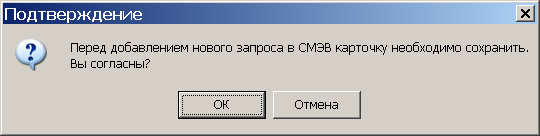 Подтверждение
Перед добавлением нового запроса в СМЭВ карточку необходимо сохранить.
Вы согласны?
ОК
Отмена